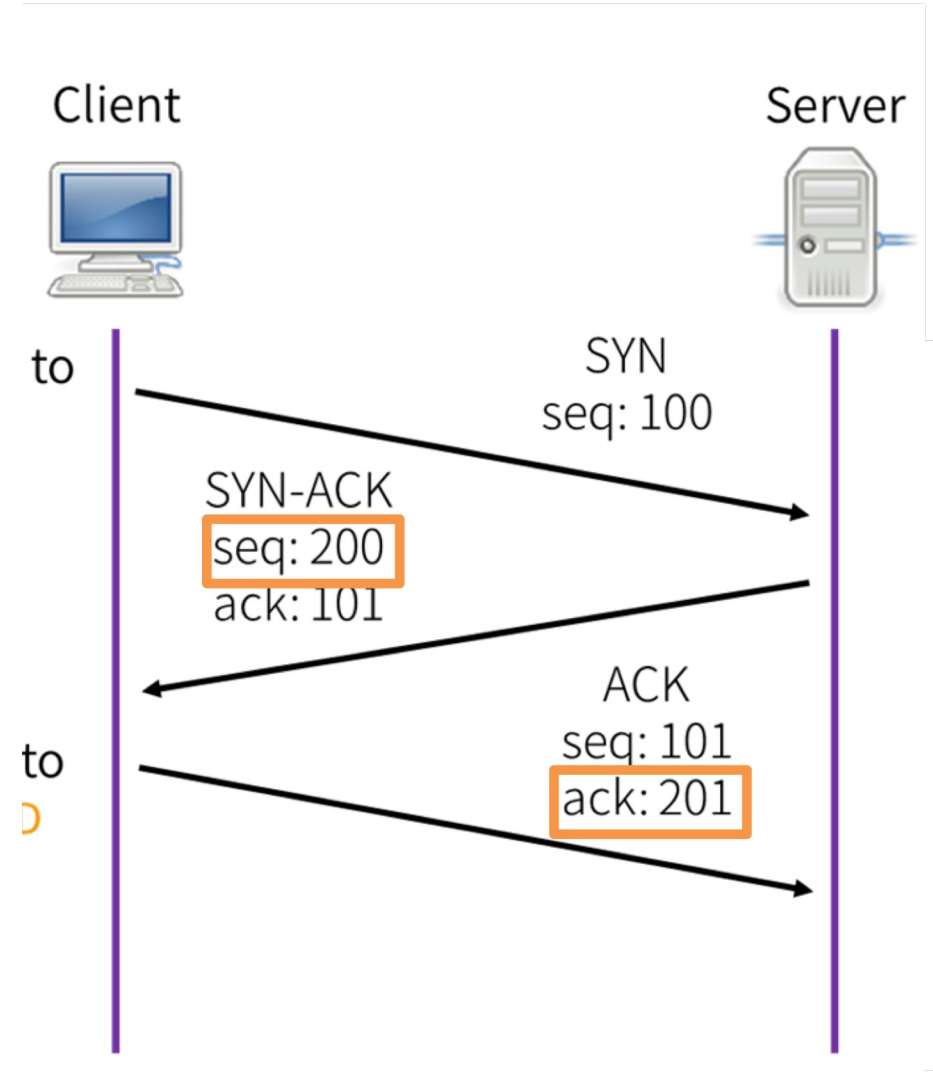 Client
Server
to
SYN
seq: 100
SYN-ACK
seq: 200
ack: 101
ACK
seq: 101
ack: 201
to
D